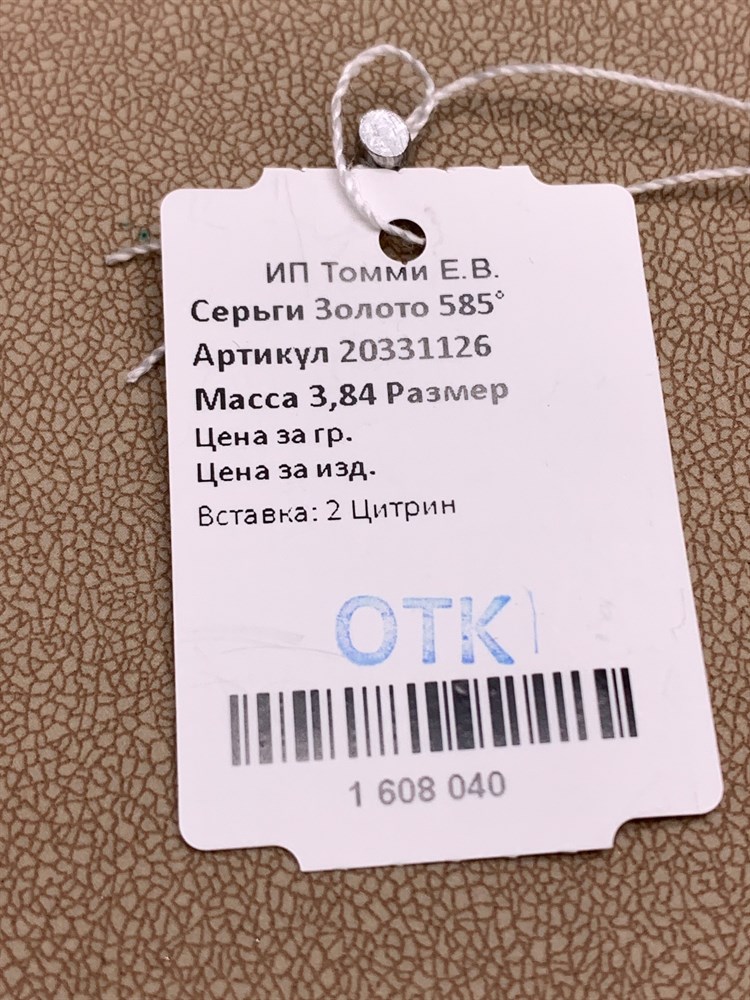 ИП Томми Е.В.
Серьги Золото 585°
Артикул 20331126
Масса 3,84 Размер
Цена за гр.
Цена за изд.
Вставка: 2 Цитрин
ОТК
1 608 040